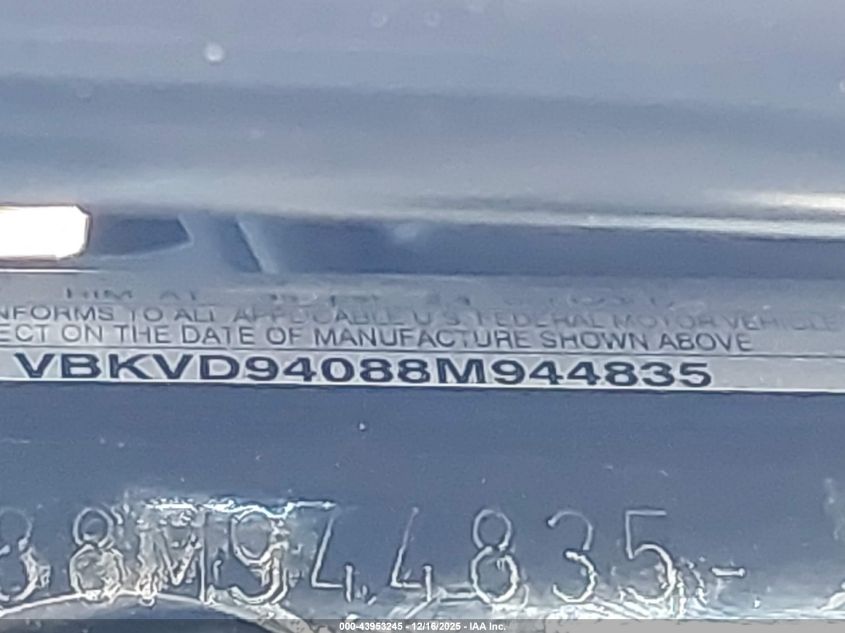 NFORMS TO ALL APPLICABLE U.S. FEDERAL MOTOR VEHICLE
ECT ON THE DATE OF MANUFACTURE SHOWN ABOVE
VBKVD94088M944835
88M944835-
000-43953245 - 12/16/2025 - IAA Inc.